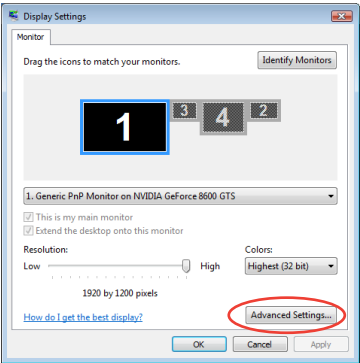 Display Settings
Monitor
Drag the icons to match your monitors.
Identify Monitors
1
3
4
2
1. Generic PnP Monitor on NVIDIA GeForce 8600 GTS
This is my main monitor
Extend the desktop onto this monitor
Resolution:
Colors:
Low
High
Highest (32 bit)
1920 by 1200 pixels
How do I get the best display?
Advanced Settings...
OK
Cancel
Apply